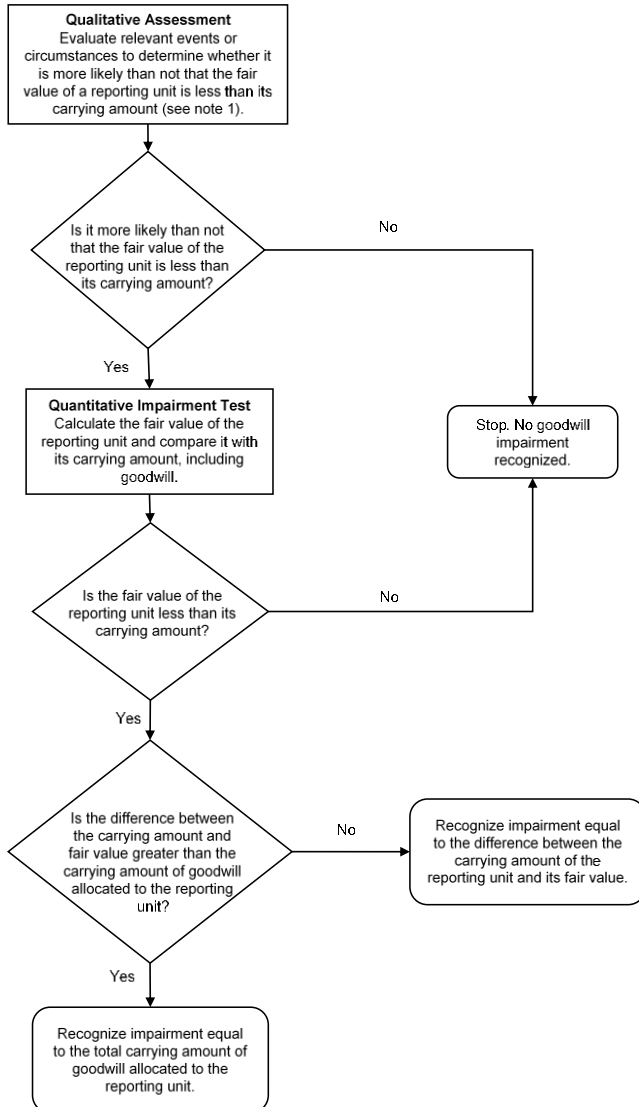 Qualitative Assessment
Evaluate relevant events or
circumstances to determine whether it
is more likely than not that the fair
value of a reporting unit is less than its
carrying amount (see note 1).
Is it more likely than not
that the fair value of the
reporting unit is less than
its carrying amount?
No
Yes
Quantitative Impairment Test
Calculate the fair value of the
reporting unit and compare it with
its carrying amount, including
goodwill.
Stop. No goodwill
impairment
recognized.
Is the fair value of the
reporting unit less than its
carrying amount?
No
Yes
Is the difference between
the carrying amount and
fair value greater than the
carrying amount of goodwill
allocated to the reporting
unit?
No
Recognize impairment equal
to the difference between the
carrying amount of the
reporting unit and its fair value.
Yes
Recognize impairment equal
to the total carrying amount of
goodwill allocated to the
reporting unit.